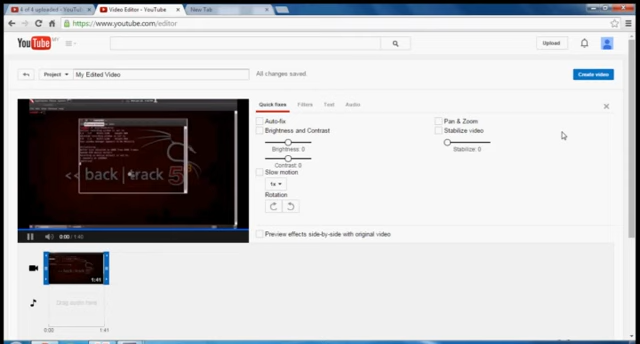 6 of 6 uploaded - YouTube
Video Editor - YouTube
New Tab
https://www.youtube.com/editor
YouTube
Upload
Project
My Edited Video
All changes saved.
Create video
Quick fixes
Filters
Text
Audio
Auto-fix
Pan & Zoom
Brightness and Contrast
Stabilize video
Brightness: 0
Stabilize: 0
Contrast: 0
Slow motion
1x
Rotation
<< back | track 5
0:00 / 1:41
Preview effects side-by-side with original video
1:41
Drag audio here
0:00
1:41